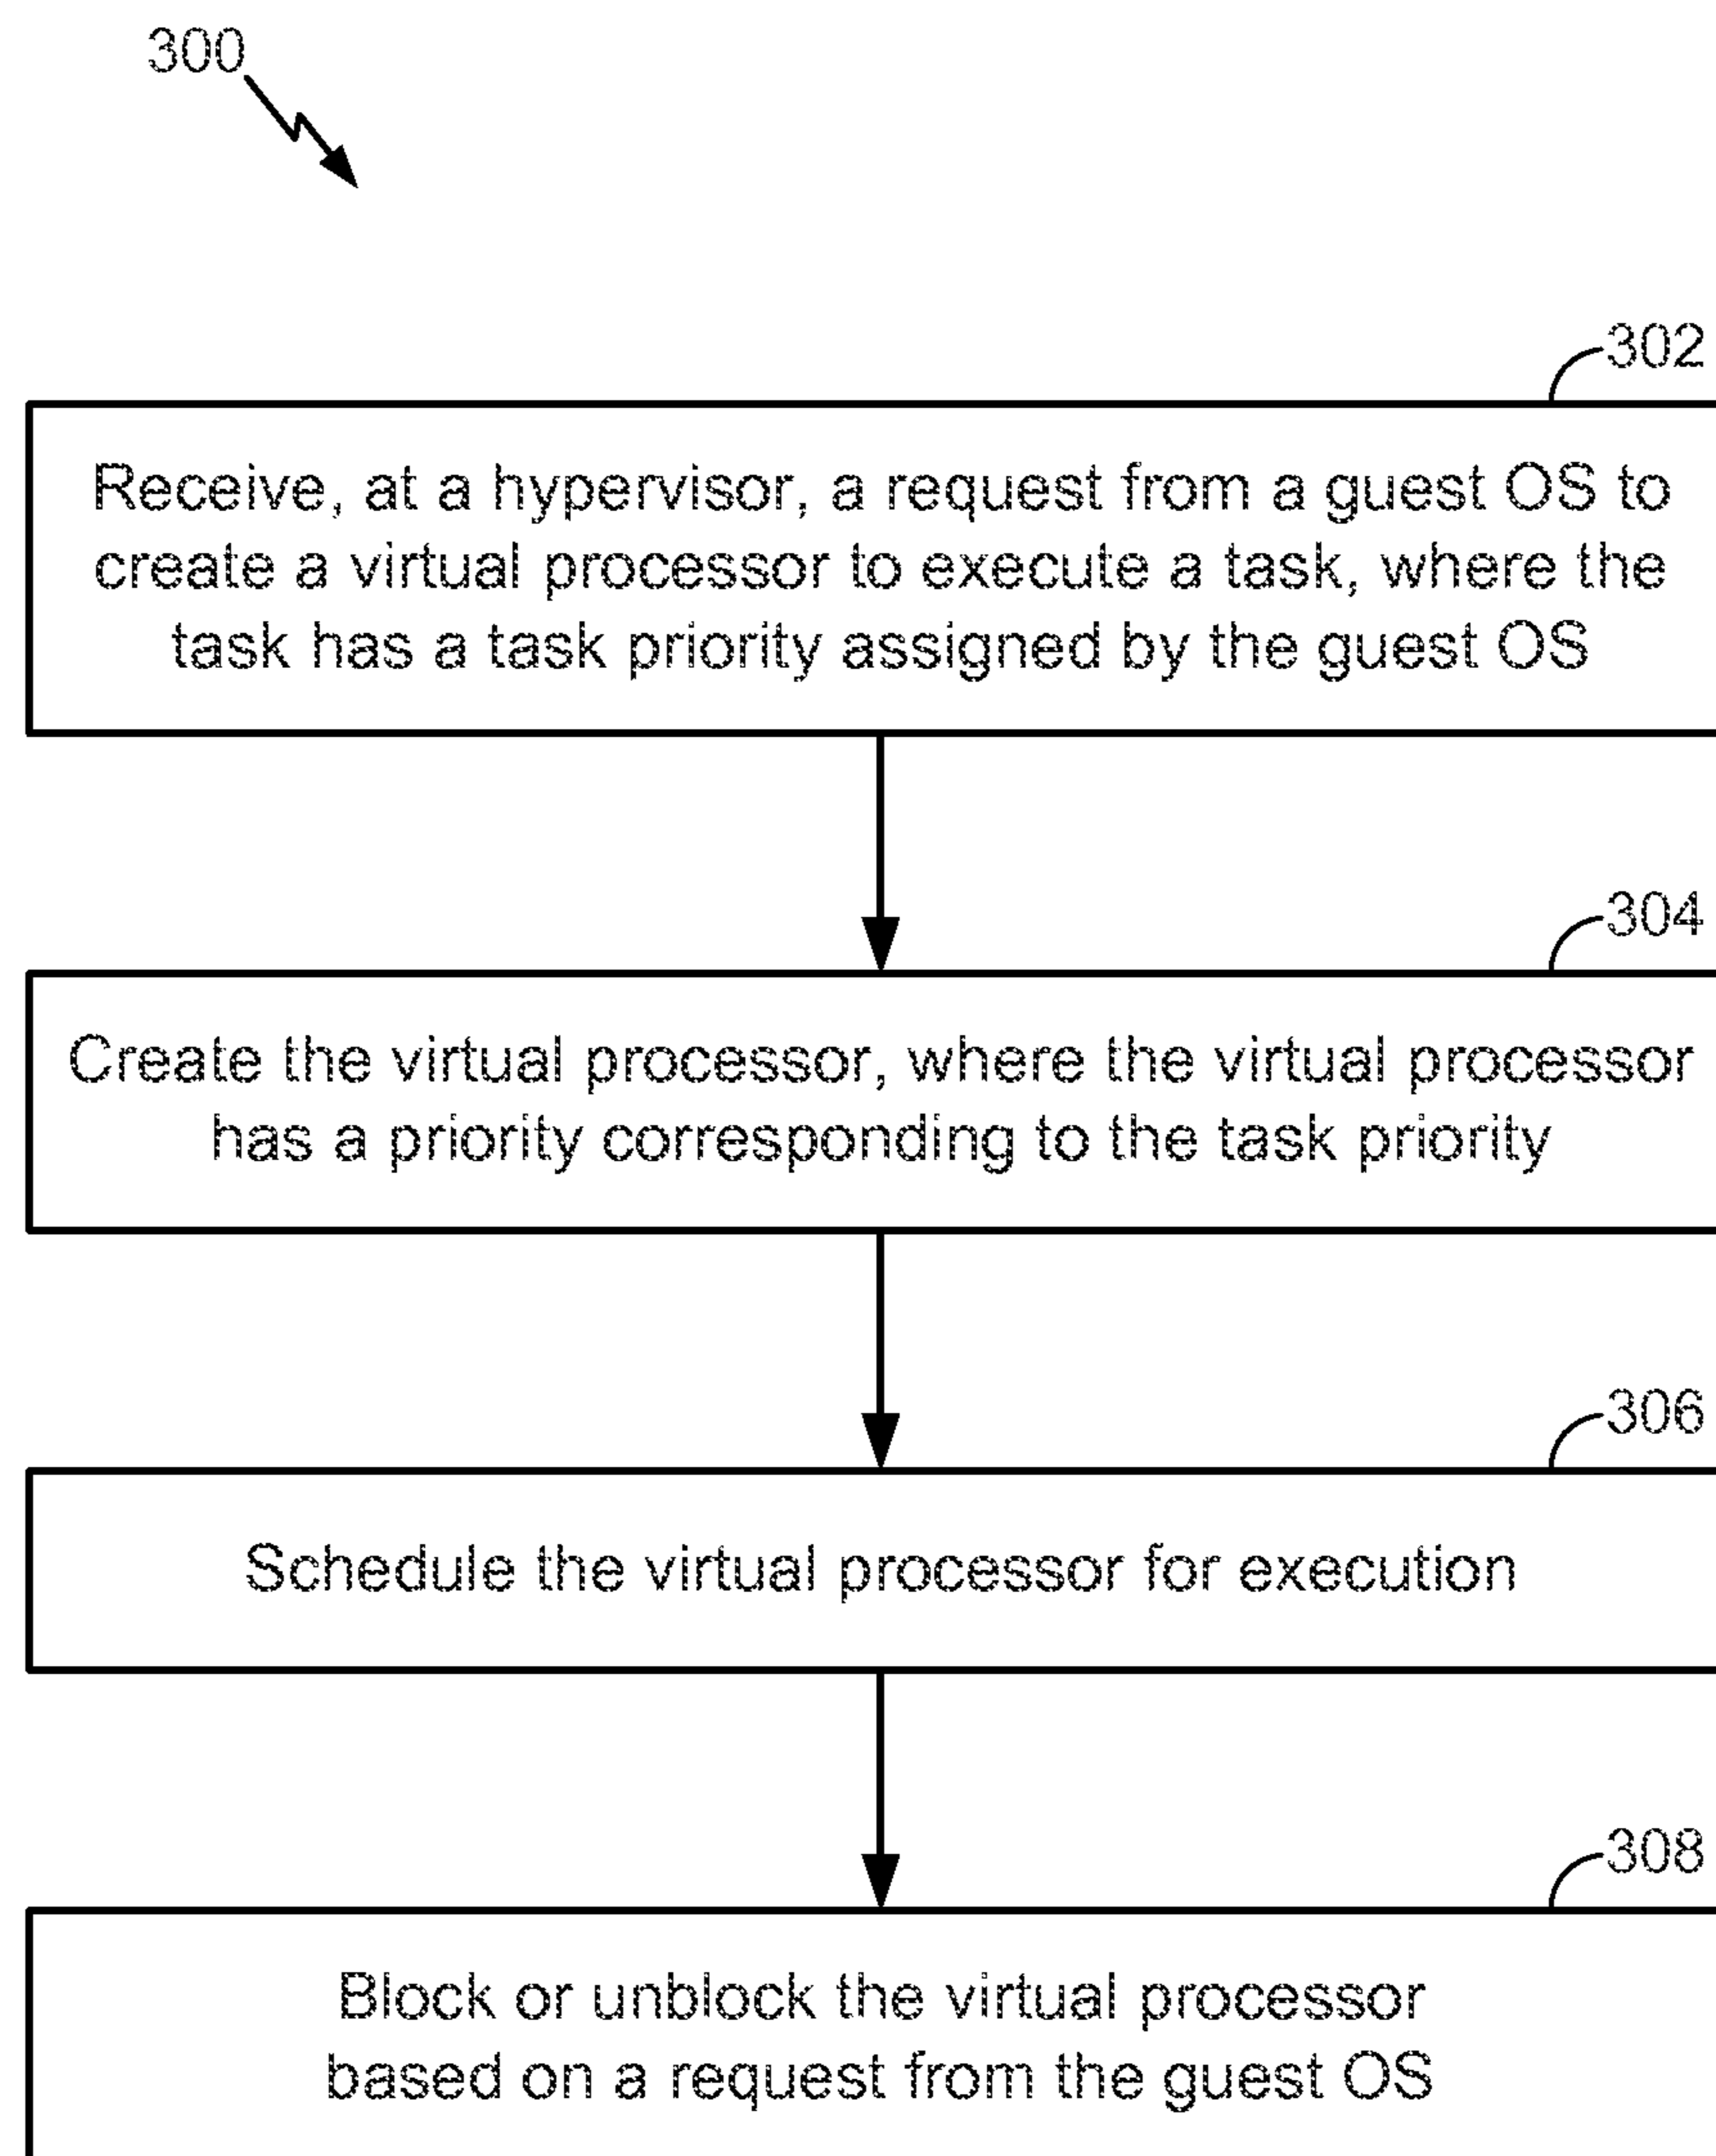 300
302
Receive, at a hypervisor, a request from a guest OS to
create a virtual processor to execute a task, where the
task has a task priority assigned by the guest OS
304
Create the virtual processor, where the virtual processor
has a priority corresponding to the task priority
306
Schedule the virtual processor for execution
308
Block or unblock the virtual processor
based on a request from the guest OS